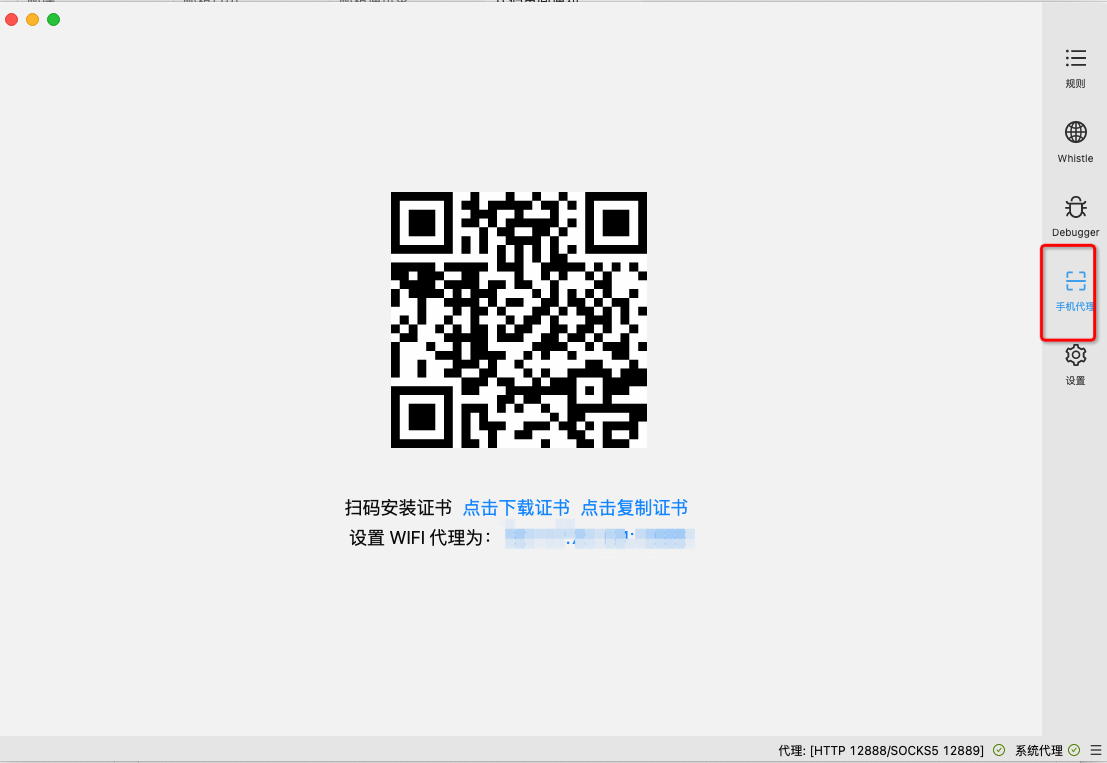 规则
Whistle
Debugger
手机代理
设置
扫码安装证书 点击下载证书 点击复制证书
设置 WIFI 代理为：
代理: [HTTP 12888/SOCKS5 12889] 系统代理